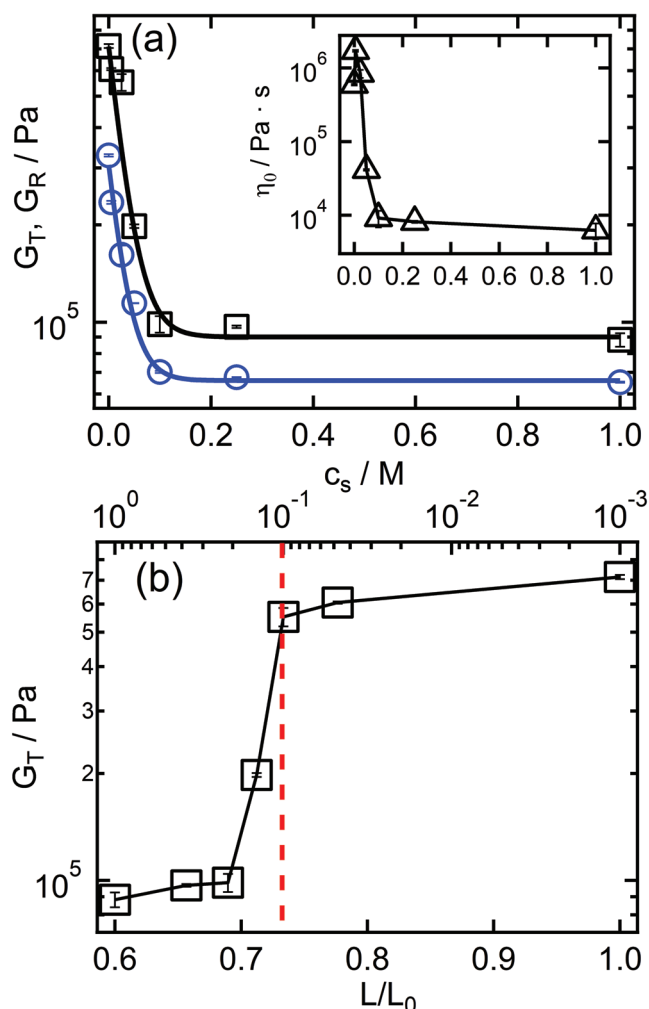 (a)
G_T, G_R / Pa
10^5
0.0 0.2 0.4 0.6 0.8 1.0
c_s / M
η_0 / Pa · s
10^6
10^5
10^4
0.0 0.2 0.4 0.6 0.8 1.0
10^0 10^-1 10^-2 10^-3
(b)
G_T / Pa
7
6
5
4
3
2
10^5
0.6 0.7 0.8 0.9 1.0
L/L_0